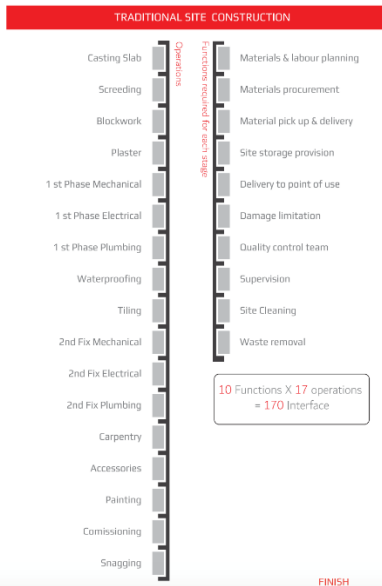 TRADITIONAL SITE CONSTRUCTION
Operations
Casting Slab
Screeding
Blockwork
Plaster
1 st Phase Mechanical
1 st Phase Electrical
1 st Phase Plumbing
Waterproofing
Tiling
2nd Fix Mechanical
2nd Fix Electrical
2nd Fix Plumbing
Carpentry
Accessories
Painting
Comissioning
Snagging
Functions required for each stage
Materials & labour planning
Materials procurement
Material pick up & delivery
Site storage provision
Delivery to point of use
Damage limitation
Quality control team
Supervision
Site Cleaning
Waste removal
10 Functions X 17 operations
= 170 Interface
FINISH